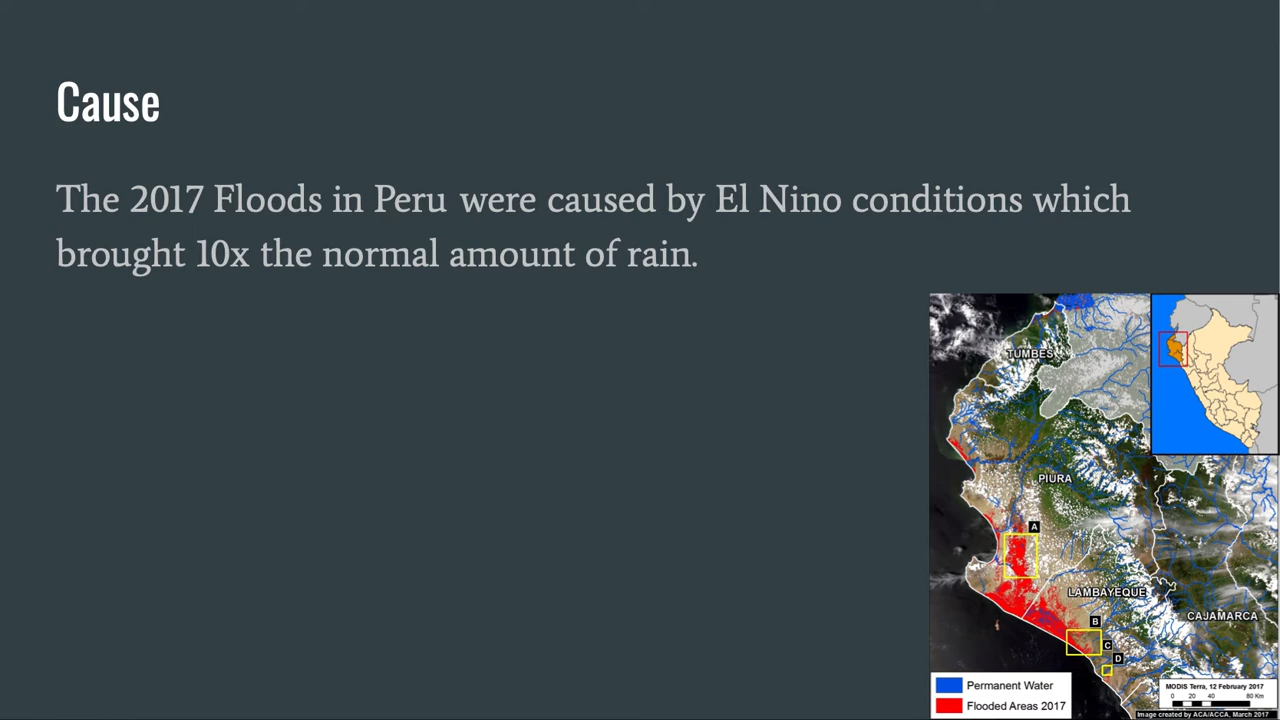 Cause
The 2017 Floods in Peru were caused by El Nino conditions which
brought 10x the normal amount of rain.
TUMBES
PIURA
A
LAMBAYEQUE
CAJAMARCA
B
C
D
Permanent Water
Flooded Areas 2017
MODIS Terra, 12 February 2017
0 20 40 80 Km
Image created by ACA/ACCA, March 2017